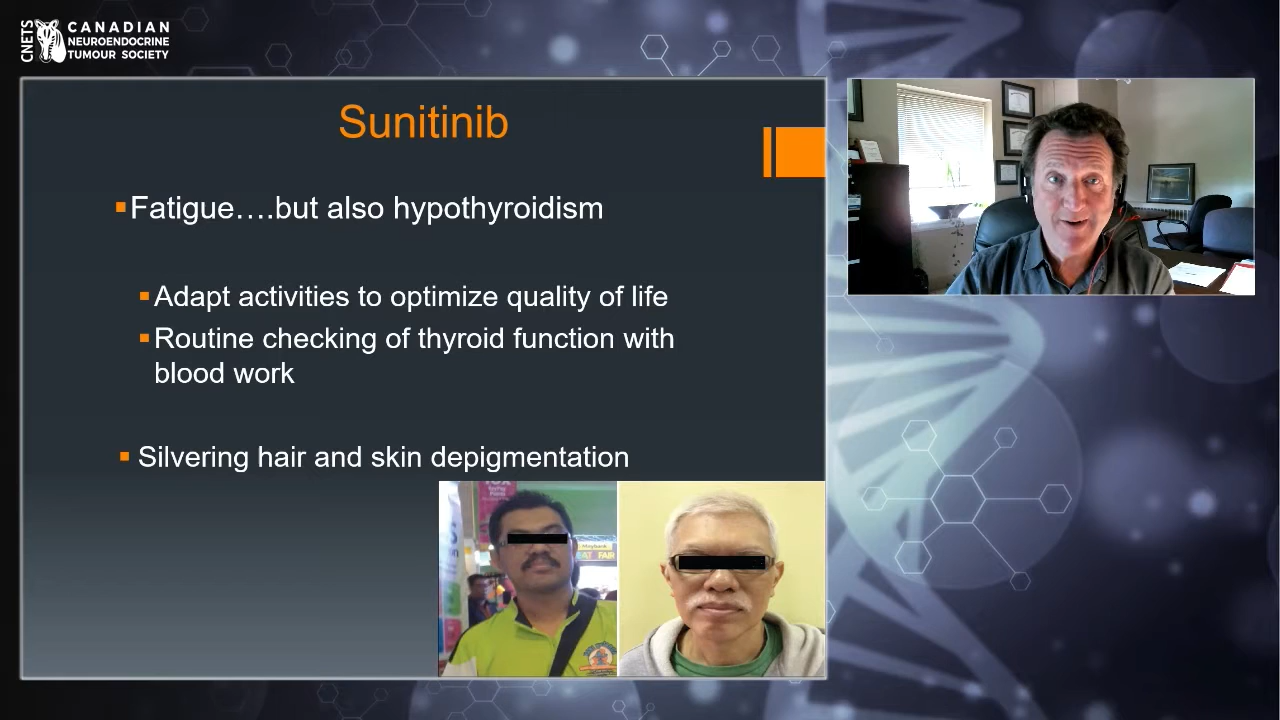 CNETS
CANADIAN
NEUROENDOCRINE
TUMOUR SOCIETY
Sunitinib
Fatigue….but also hypothyroidism
Adapt activities to optimize quality of life
Routine checking of thyroid function with
blood work
Silvering hair and skin depigmentation